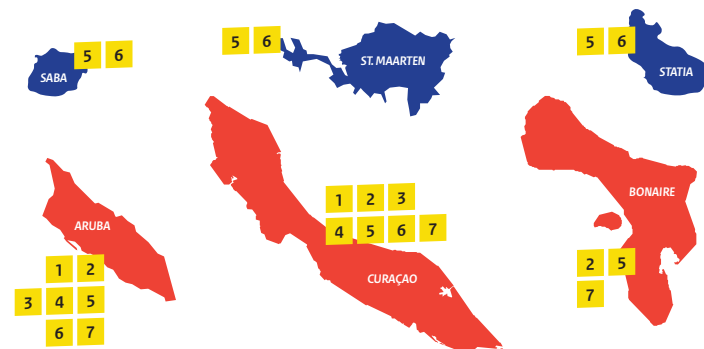 5 6
SABA
5 6
ST. MAARTEN
5 6
STATIA
ARUBA
1 2
3 4 5
6 7
1 2 3
4 5 6 7
CURAÇAO
BONAIRE
2 5
7